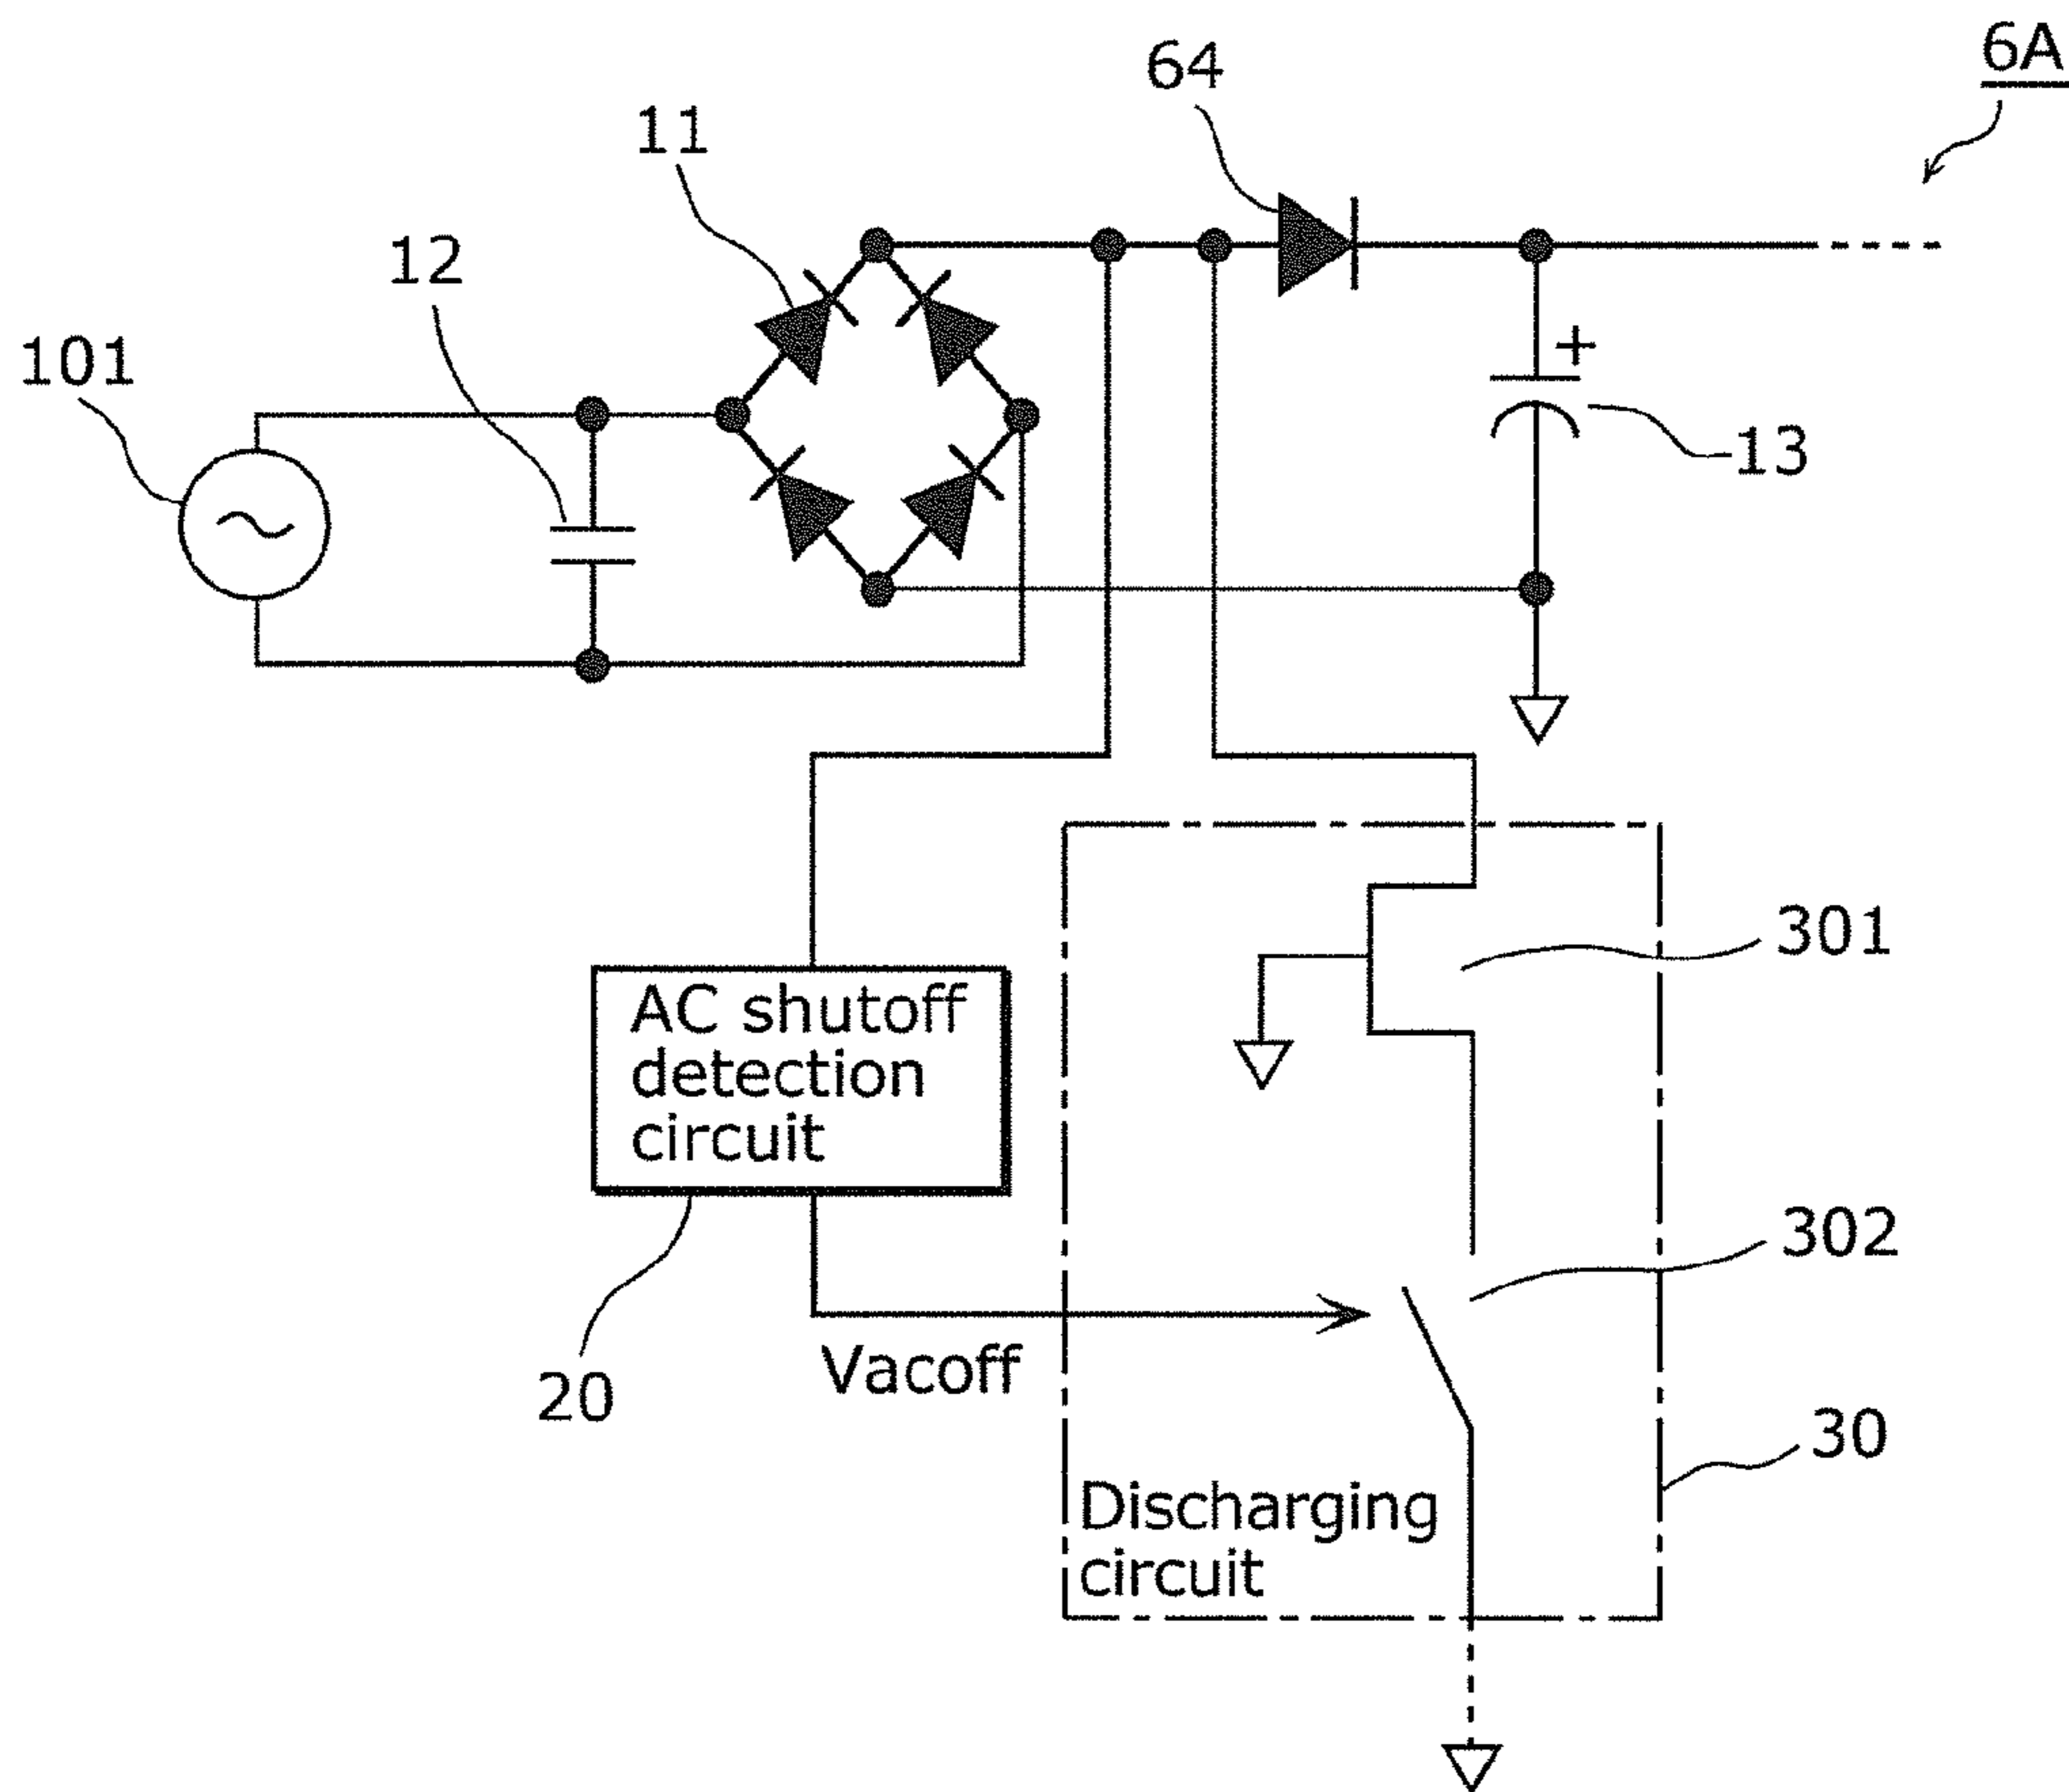 6A
64
11
12
101
+
13
301
AC shutoff
detection
circuit
302
20
Vacoff
30
Discharging
circuit